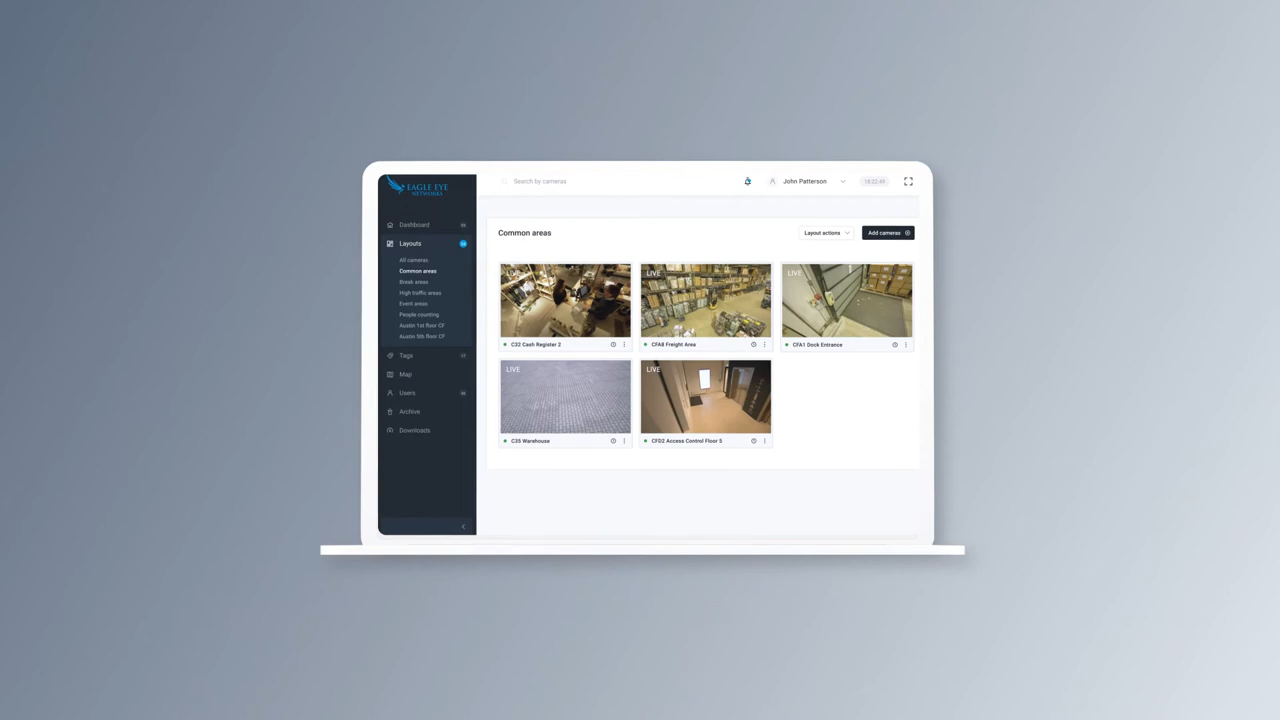 EAGLE EYE
NETWORKS
Search by cameras
John Patterson
18:22:49
Dashboard
Layouts
All cameras
Common areas
Break areas
High traffic areas
Event areas
People counting
Austin 1st floor CF
Austin 5th floor CF
Tags
Map
Users
Archive
Downloads
Common areas
Layout actions
Add cameras
LIVE
LIVE
LIVE
C32 Cash Register 2
CFA8 Freight Area
CFA1 Dock Entrance
LIVE
LIVE
C35 Warehouse
CFD2 Access Control Floor 5